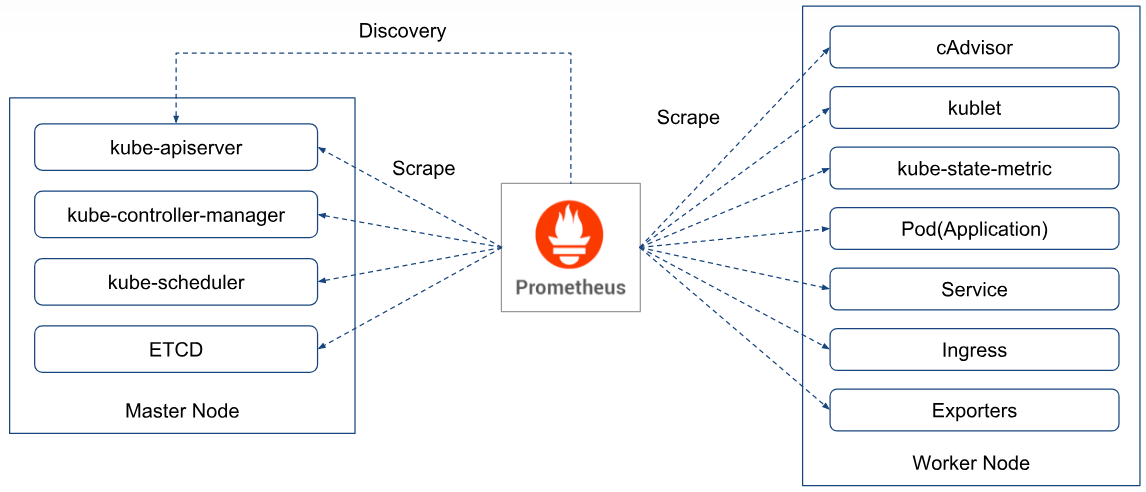 Discovery
kube-apiserver
kube-controller-manager
kube-scheduler
ETCD
Master Node
Scrape
Prometheus
Scrape
cAdvisor
kublet
kube-state-metric
Pod(Application)
Service
Ingress
Exporters
Worker Node